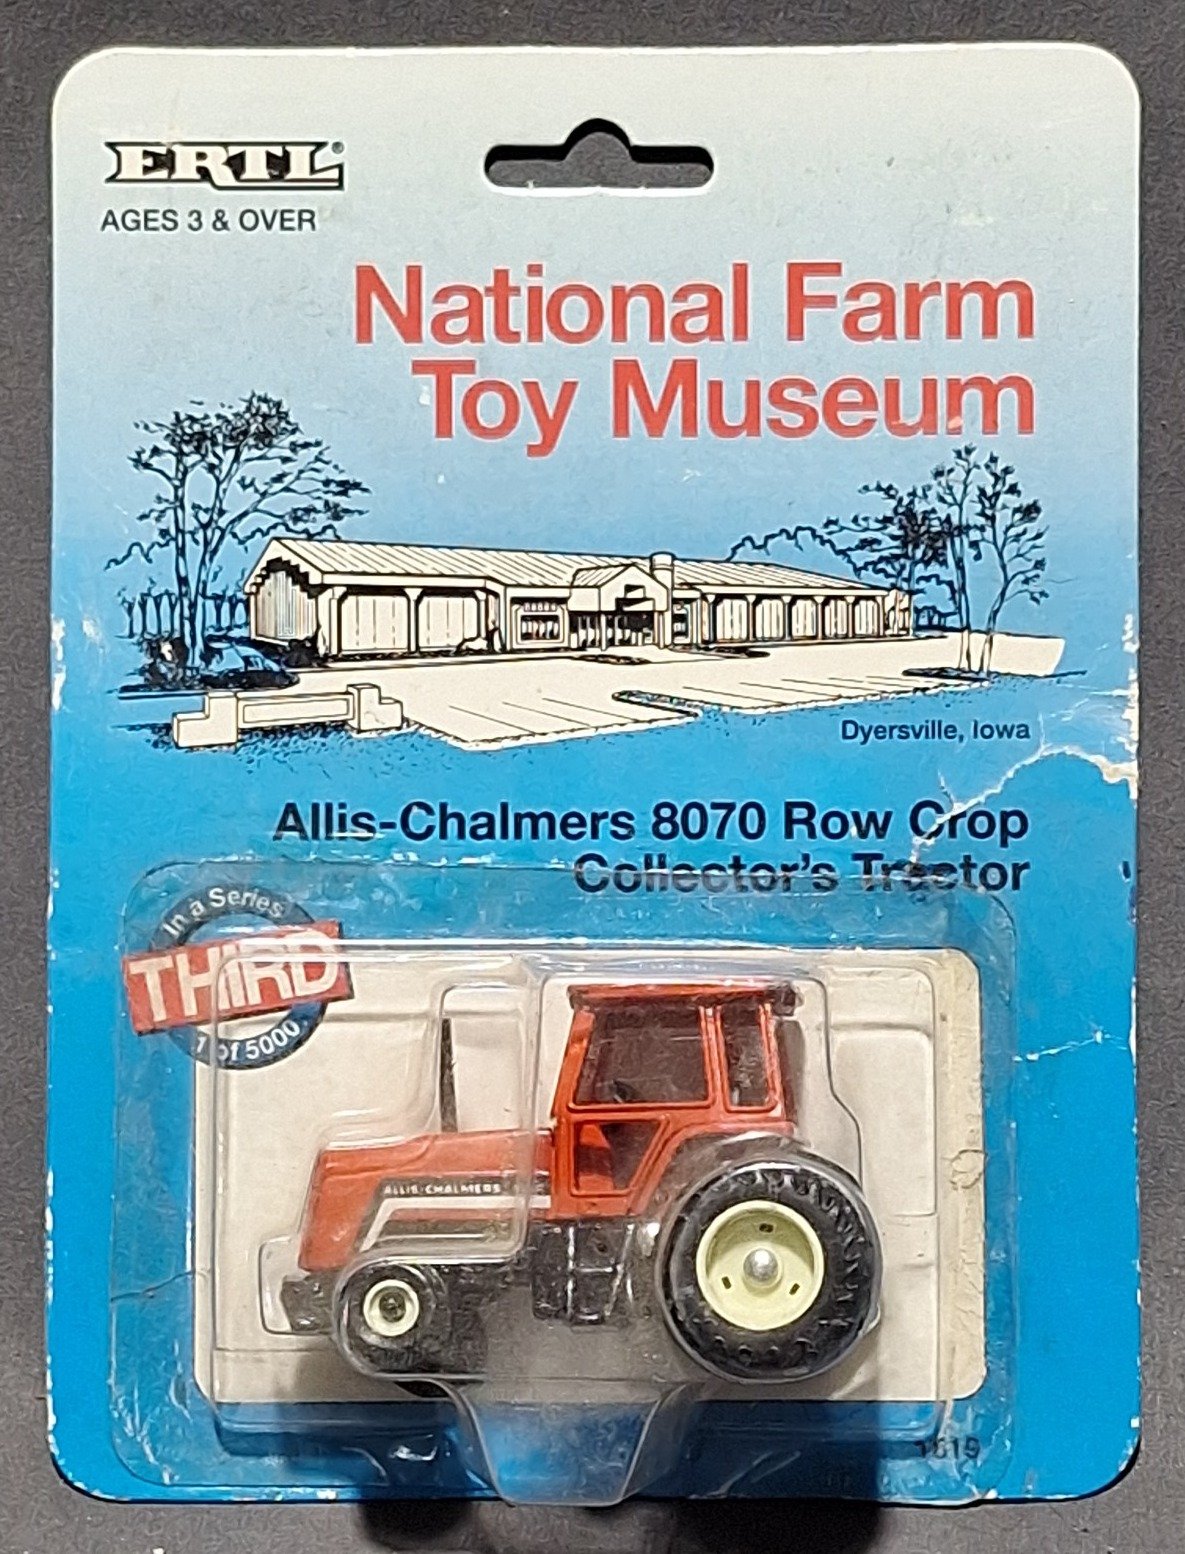 ERTL®
AGES 3 & OVER
National Farm
Toy Museum
Dyersville, Iowa
Allis-Chalmers 8070 Row Crop
Collector's Tractor
In a Series
THIRD
1 of 5000
ALLIS-CHALMERS
1619